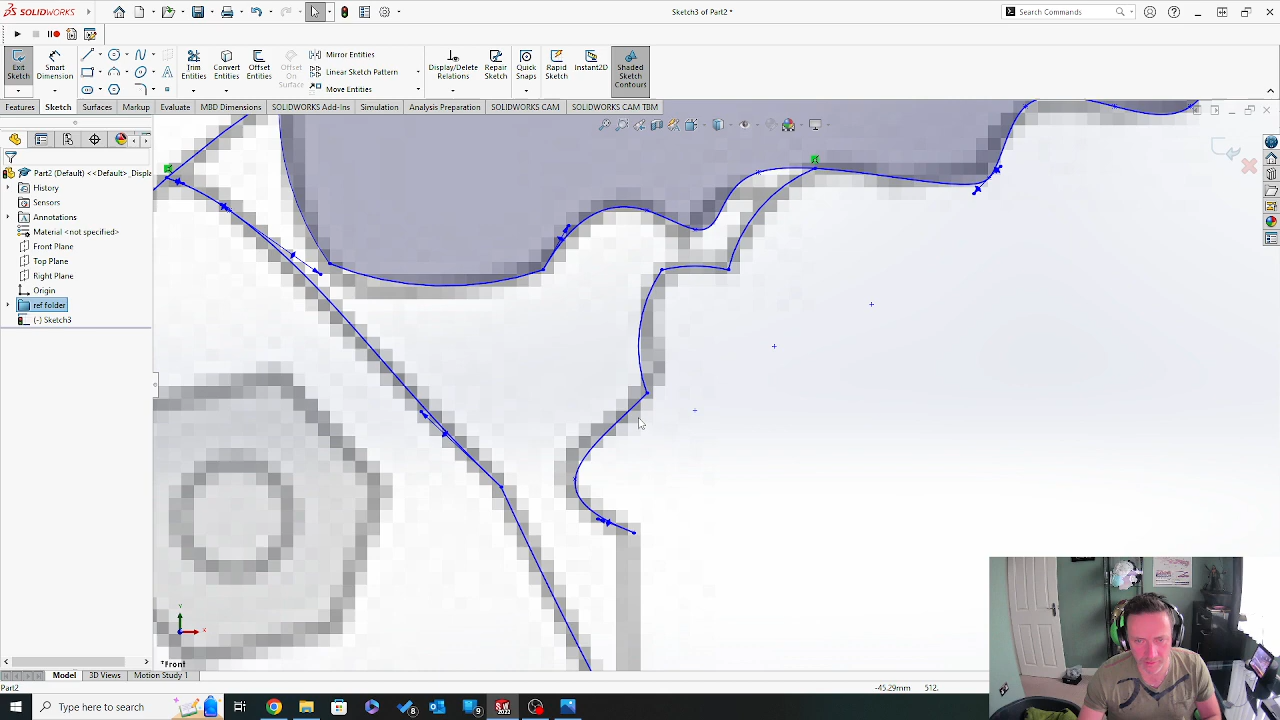 SOLIDWORKS
Sketch3 of Part2 *
Search Commands
Exit Sketch
Smart Dimension
Trim Entities
Convert Entities
Offset Entities
Offset On Surface
Mirror Entities
Linear Sketch Pattern
Move Entities
Display/Delete Relations
Repair Sketch
Quick Snaps
Rapid Sketch
Instant2D
Shaded Sketch Contours
Features
Sketch
Surfaces
Markup
Evaluate
MBD Dimensions
SOLIDWORKS Add-Ins
Simulation
Analysis Preparation
SOLIDWORKS CAM
SOLIDWORKS CAM TBM
Part2 (Default) <<Default>_Displa
History
Sensors
Annotations
Material <not specified>
Front Plane
Top Plane
Right Plane
Origin
ref folder
(-) Sketch3
Y
X
*Front
Model
3D Views
Motion Study 1
Part2
-45.29mm
512.
Type here to search